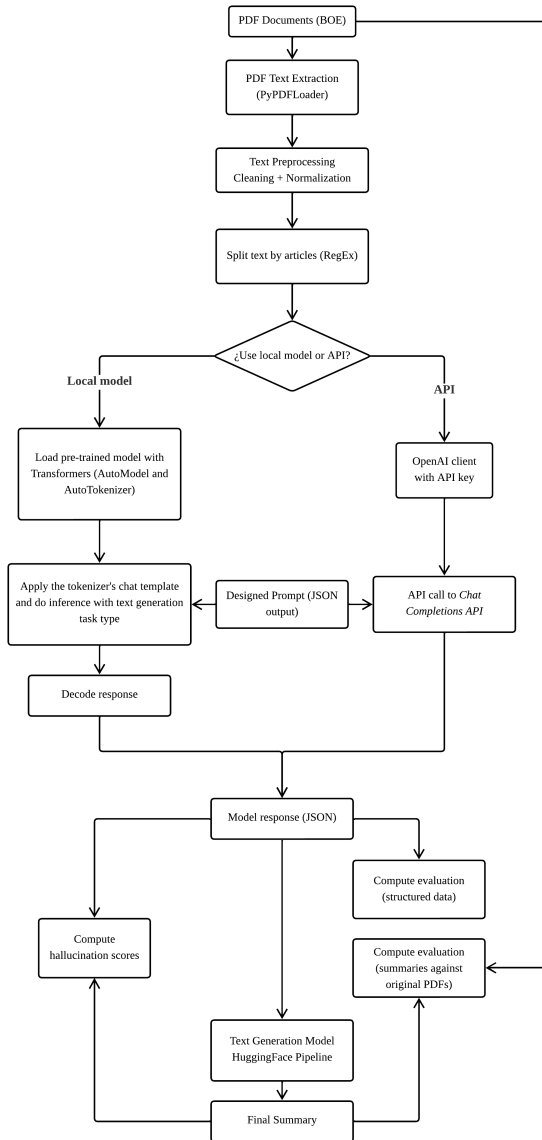 PDF Documents (BOE)
PDF Text Extraction
(PyPDFLoader)
Text Preprocessing
Cleaning + Normalization
Split text by articles (RegEx)
¿Use local model or API?
Local model
API
Load pre-trained model with
Transformers (AutoModel and
AutoTokenizer)
OpenAI client
with API key
Apply the tokenizer's chat template
and do inference with text generation
task type
Designed Prompt (JSON
output)
API call to Chat
Completions API
Decode response
Model response (JSON)
Compute evaluation
(structured data)
Compute
hallucination scores
Compute evaluation
(summaries against
original PDFs)
Text Generation Model
HuggingFace Pipeline
Final Summary